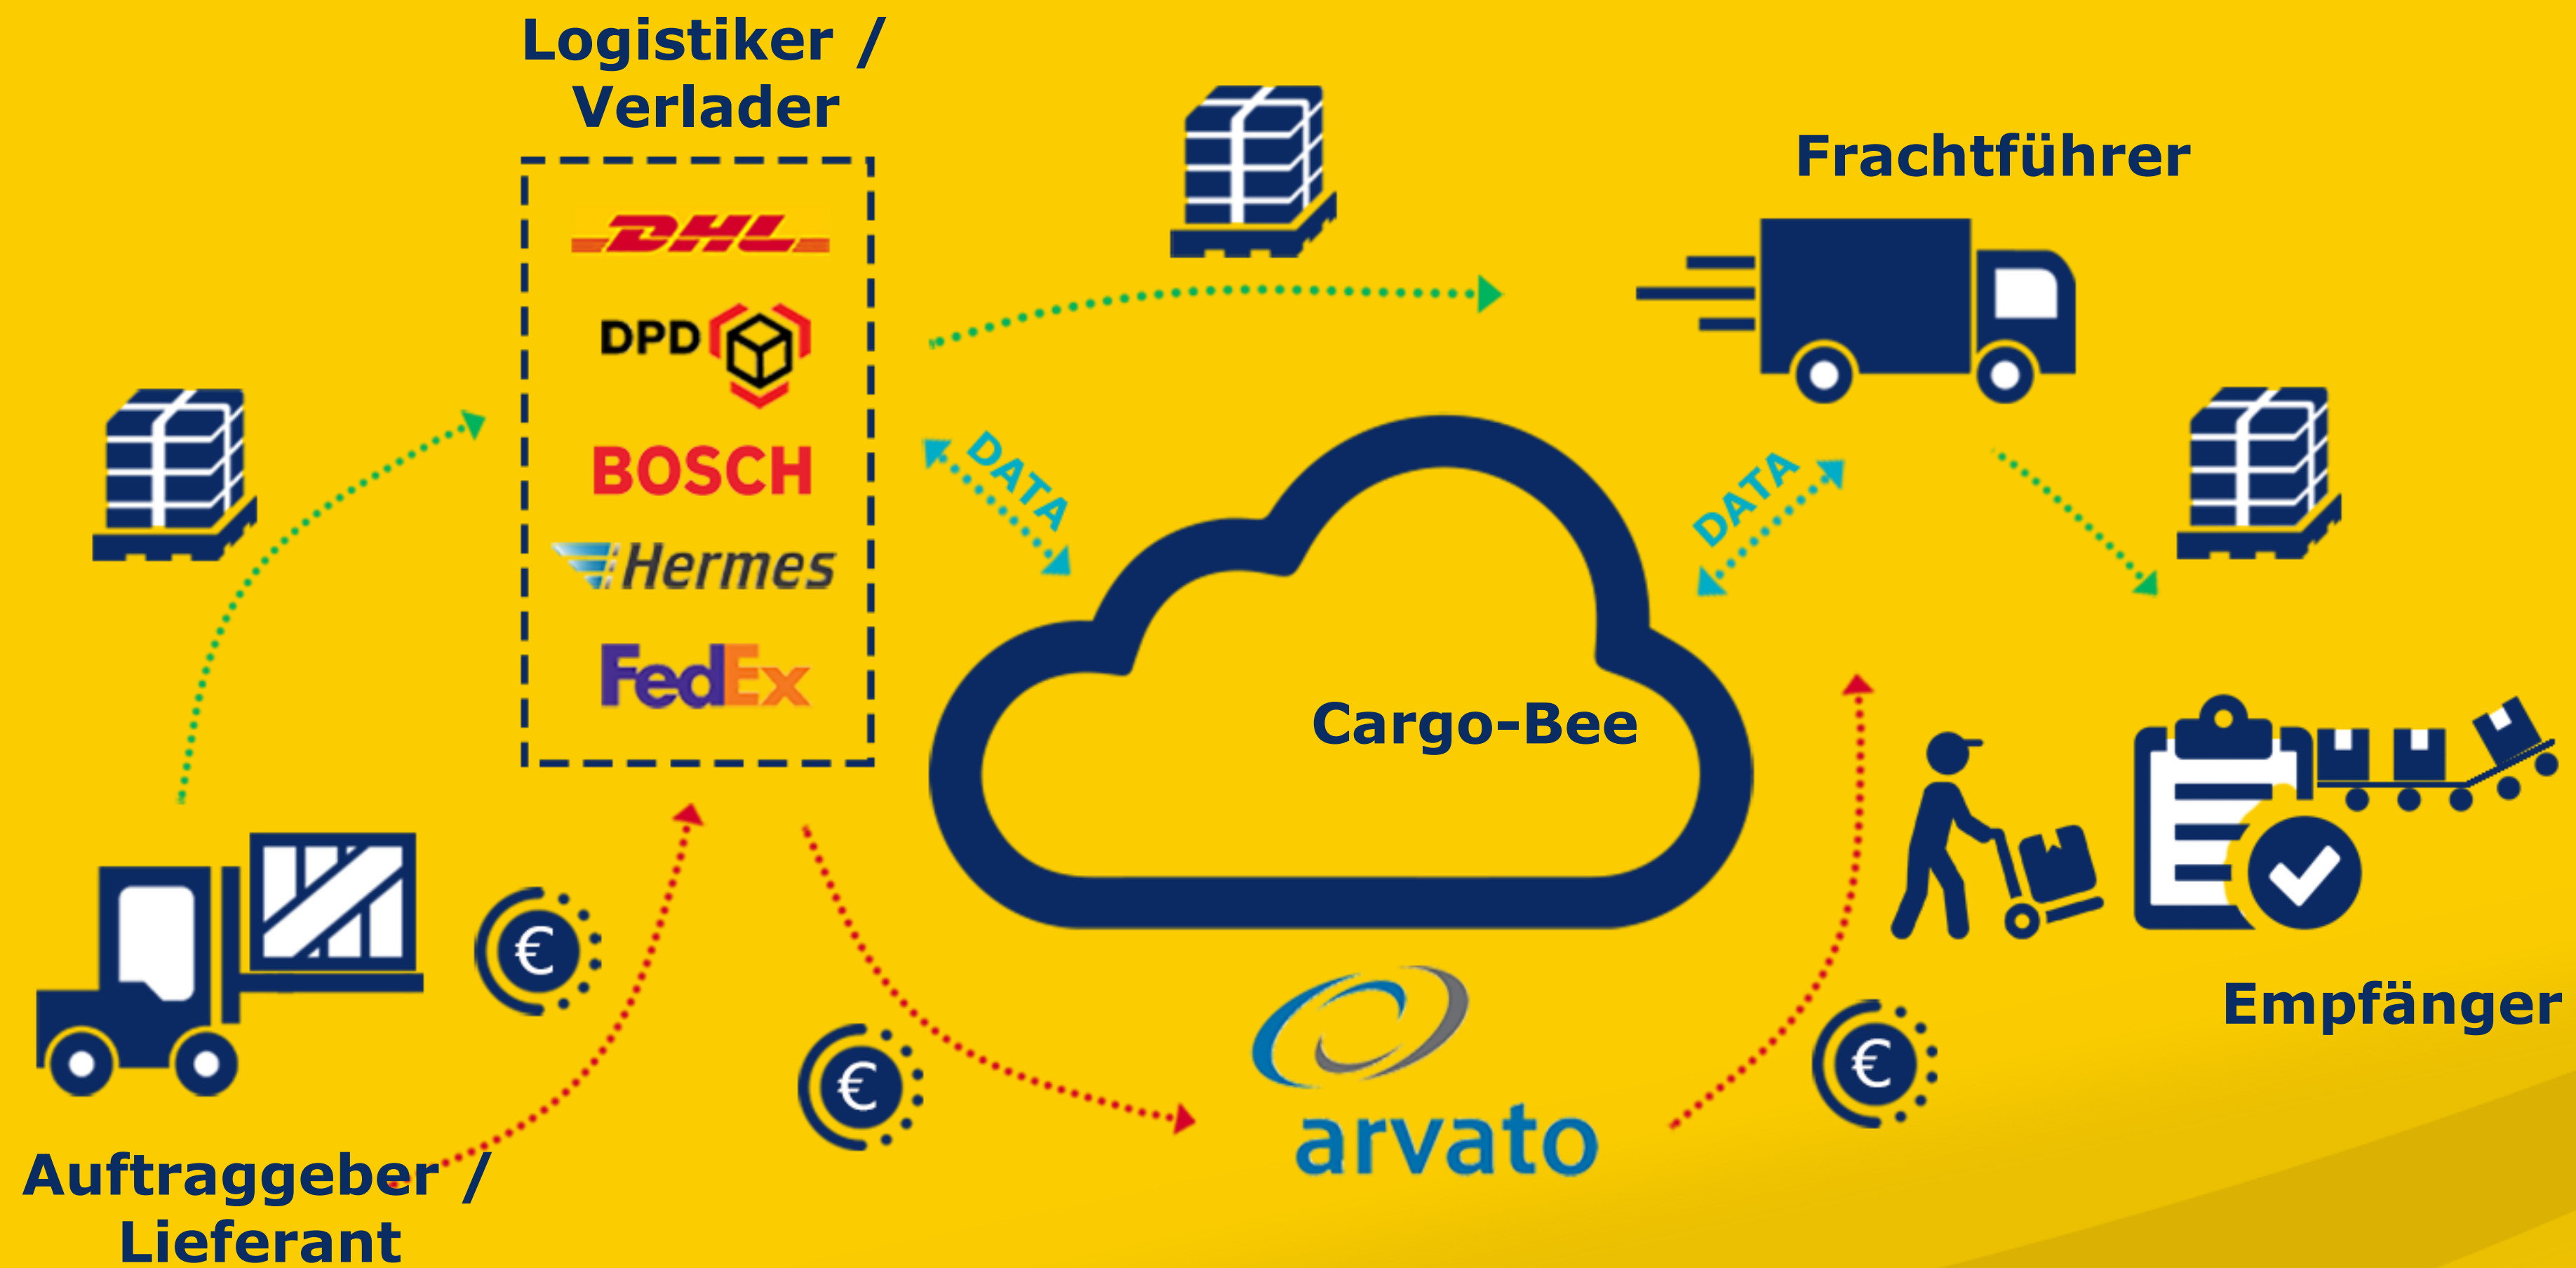 Logistiker /
Verlader
DHL
DPD
BOSCH
Hermes
FedEx
Frachtführer
DATA
DATA
Cargo-Bee
€
€
€
arvato
Empfänger
Auftraggeber /
Lieferant